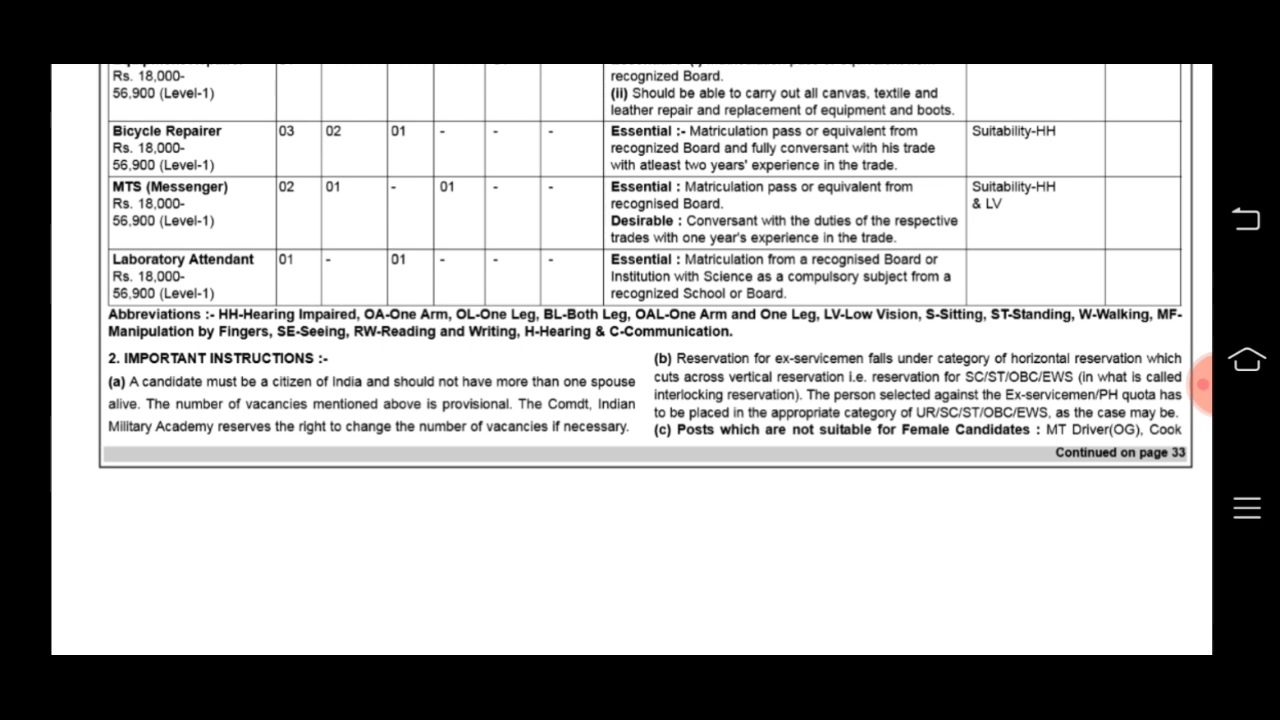 Rs. 18,000-
56,900 (Level-1)
recognized Board.
(ii) Should be able to carry out all canvas, textile and
leather repair and replacement of equipment and boots.
Bicycle Repairer
Rs. 18,000-
56,900 (Level-1)
03 02 01 - - -
Essential :- Matriculation pass or equivalent from
recognized Board and fully conversant with his trade
with atleast two years' experience in the trade.
Suitability-HH
MTS (Messenger)
Rs. 18,000-
56,900 (Level-1)
02 01 - 01 - -
Essential : Matriculation pass or equivalent from
recognised Board.
Desirable : Conversant with the duties of the respective
trades with one year's experience in the trade.
Suitability-HH
& LV
Laboratory Attendant
Rs. 18,000-
56,900 (Level-1)
01 - 01 - - -
Essential : Matriculation from a recognised Board or
Institution with Science as a compulsory subject from a
recognized School or Board.
Abbreviations :- HH-Hearing Impaired, OA-One Arm, OL-One Leg, BL-Both Leg, OAL-One Arm and One Leg, LV-Low Vision, S-Sitting, ST-Standing, W-Walking, MF-
Manipulation by Fingers, SE-Seeing, RW-Reading and Writing, H-Hearing & C-Communication.
2. IMPORTANT INSTRUCTIONS :-
(a) A candidate must be a citizen of India and should not have more than one spouse
alive. The number of vacancies mentioned above is provisional. The Comdt, Indian
Military Academy reserves the right to change the number of vacancies if necessary.
(b) Reservation for ex-servicemen falls under category of horizontal reservation which
cuts across vertical reservation i.e. reservation for SC/ST/OBC/EWS (in what is called
interlocking reservation). The person selected against the Ex-servicemen/PH quota has
to be placed in the appropriate category of UR/SC/ST/OBC/EWS, as the case may be.
(c) Posts which are not suitable for Female Candidates : MT Driver(OG), Cook
Continued on page 33